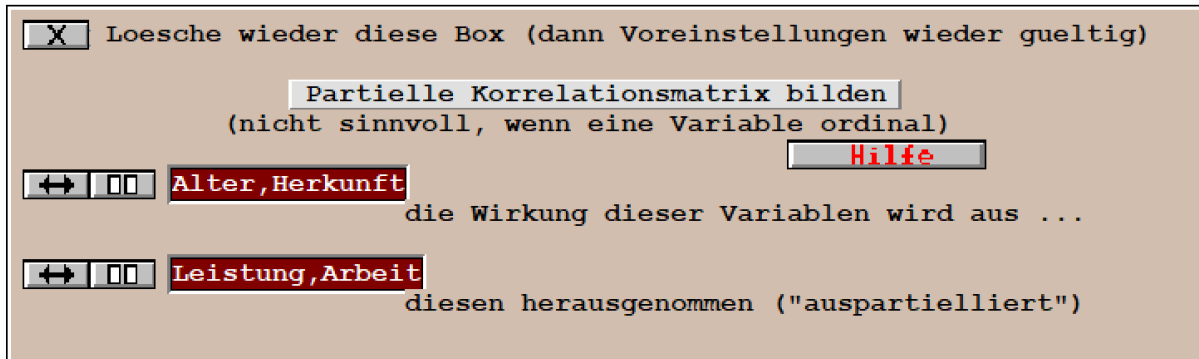 X Loesche wieder diese Box (dann Voreinstellungen wieder gueltig)
Partielle Korrelationsmatrix bilden
(nicht sinnvoll, wenn eine Variable ordinal)
Hilfe
Alter,Herkunft
die Wirkung dieser Variablen wird aus ...
Leistung,Arbeit
diesen herausgenommen ("auspartielliert")